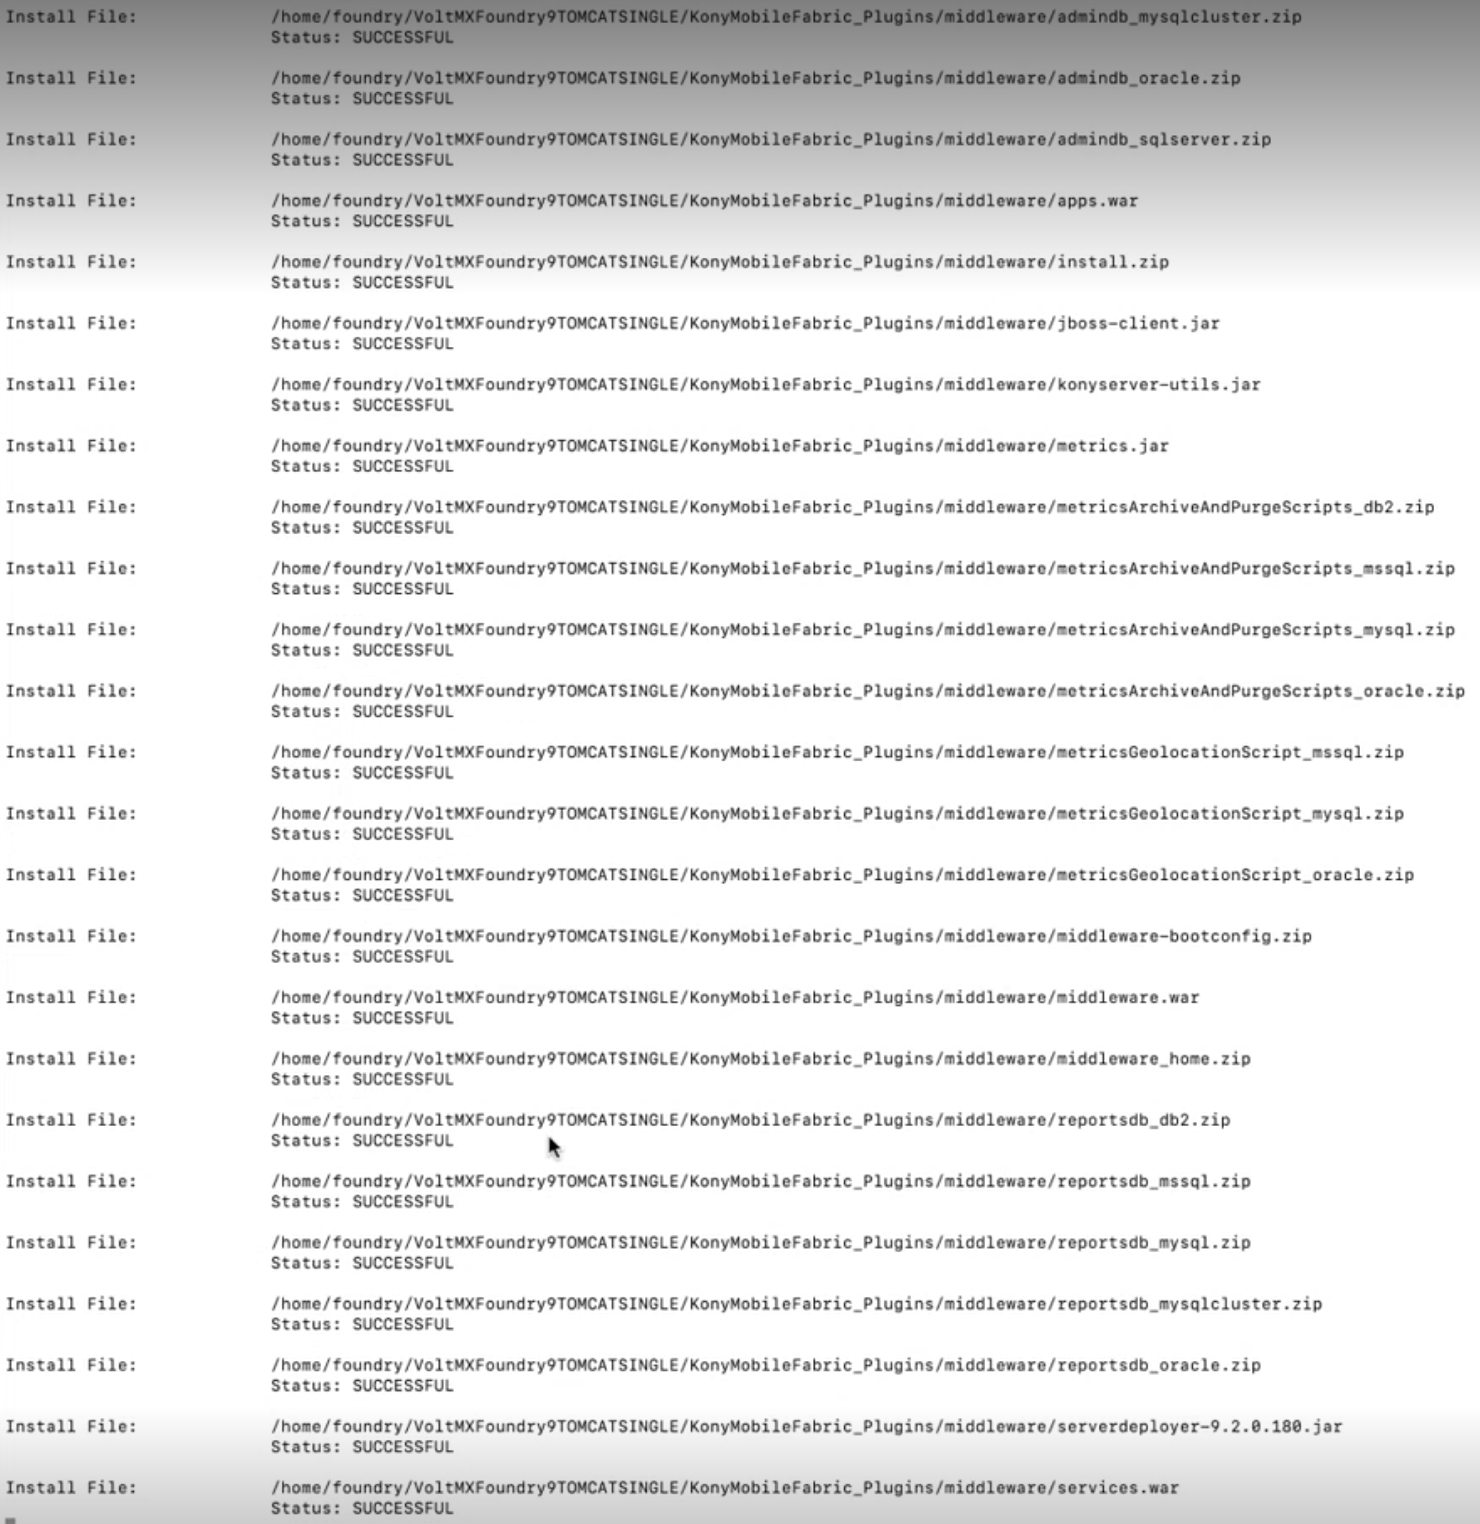 Install File: /home/foundry/VoltMXFoundry9TOMCATSINGLE/KonyMobileFabric_Plugins/middleware/admindb_mysqlcluster.zip
Status: SUCCESSFUL
Install File: /home/foundry/VoltMXFoundry9TOMCATSINGLE/KonyMobileFabric_Plugins/middleware/admindb_oracle.zip
Status: SUCCESSFUL
Install File: /home/foundry/VoltMXFoundry9TOMCATSINGLE/KonyMobileFabric_Plugins/middleware/admindb_sqlserver.zip
Status: SUCCESSFUL
Install File: /home/foundry/VoltMXFoundry9TOMCATSINGLE/KonyMobileFabric_Plugins/middleware/apps.war
Status: SUCCESSFUL
Install File: /home/foundry/VoltMXFoundry9TOMCATSINGLE/KonyMobileFabric_Plugins/middleware/install.zip
Status: SUCCESSFUL
Install File: /home/foundry/VoltMXFoundry9TOMCATSINGLE/KonyMobileFabric_Plugins/middleware/jboss-client.jar
Status: SUCCESSFUL
Install File: /home/foundry/VoltMXFoundry9TOMCATSINGLE/KonyMobileFabric_Plugins/middleware/konyserver-utils.jar
Status: SUCCESSFUL
Install File: /home/foundry/VoltMXFoundry9TOMCATSINGLE/KonyMobileFabric_Plugins/middleware/metrics.jar
Status: SUCCESSFUL
Install File: /home/foundry/VoltMXFoundry9TOMCATSINGLE/KonyMobileFabric_Plugins/middleware/metricsArchiveAndPurgeScripts_db2.zip
Status: SUCCESSFUL
Install File: /home/foundry/VoltMXFoundry9TOMCATSINGLE/KonyMobileFabric_Plugins/middleware/metricsArchiveAndPurgeScripts_mssql.zip
Status: SUCCESSFUL
Install File: /home/foundry/VoltMXFoundry9TOMCATSINGLE/KonyMobileFabric_Plugins/middleware/metricsArchiveAndPurgeScripts_mysql.zip
Status: SUCCESSFUL
Install File: /home/foundry/VoltMXFoundry9TOMCATSINGLE/KonyMobileFabric_Plugins/middleware/metricsArchiveAndPurgeScripts_oracle.zip
Status: SUCCESSFUL
Install File: /home/foundry/VoltMXFoundry9TOMCATSINGLE/KonyMobileFabric_Plugins/middleware/metricsGeolocationScript_mssql.zip
Status: SUCCESSFUL
Install File: /home/foundry/VoltMXFoundry9TOMCATSINGLE/KonyMobileFabric_Plugins/middleware/metricsGeolocationScript_mysql.zip
Status: SUCCESSFUL
Install File: /home/foundry/VoltMXFoundry9TOMCATSINGLE/KonyMobileFabric_Plugins/middleware/metricsGeolocationScript_oracle.zip
Status: SUCCESSFUL
Install File: /home/foundry/VoltMXFoundry9TOMCATSINGLE/KonyMobileFabric_Plugins/middleware/middleware-bootconfig.zip
Status: SUCCESSFUL
Install File: /home/foundry/VoltMXFoundry9TOMCATSINGLE/KonyMobileFabric_Plugins/middleware/middleware.war
Status: SUCCESSFUL
Install File: /home/foundry/VoltMXFoundry9TOMCATSINGLE/KonyMobileFabric_Plugins/middleware/middleware_home.zip
Status: SUCCESSFUL
Install File: /home/foundry/VoltMXFoundry9TOMCATSINGLE/KonyMobileFabric_Plugins/middleware/reportsdb_db2.zip
Status: SUCCESSFUL
Install File: /home/foundry/VoltMXFoundry9TOMCATSINGLE/KonyMobileFabric_Plugins/middleware/reportsdb_mssql.zip
Status: SUCCESSFUL
Install File: /home/foundry/VoltMXFoundry9TOMCATSINGLE/KonyMobileFabric_Plugins/middleware/reportsdb_mysql.zip
Status: SUCCESSFUL
Install File: /home/foundry/VoltMXFoundry9TOMCATSINGLE/KonyMobileFabric_Plugins/middleware/reportsdb_mysqlcluster.zip
Status: SUCCESSFUL
Install File: /home/foundry/VoltMXFoundry9TOMCATSINGLE/KonyMobileFabric_Plugins/middleware/reportsdb_oracle.zip
Status: SUCCESSFUL
Install File: /home/foundry/VoltMXFoundry9TOMCATSINGLE/KonyMobileFabric_Plugins/middleware/serverdeployer-9.2.0.180.jar
Status: SUCCESSFUL
Install File: /home/foundry/VoltMXFoundry9TOMCATSINGLE/KonyMobileFabric_Plugins/middleware/services.war
Status: SUCCESSFUL